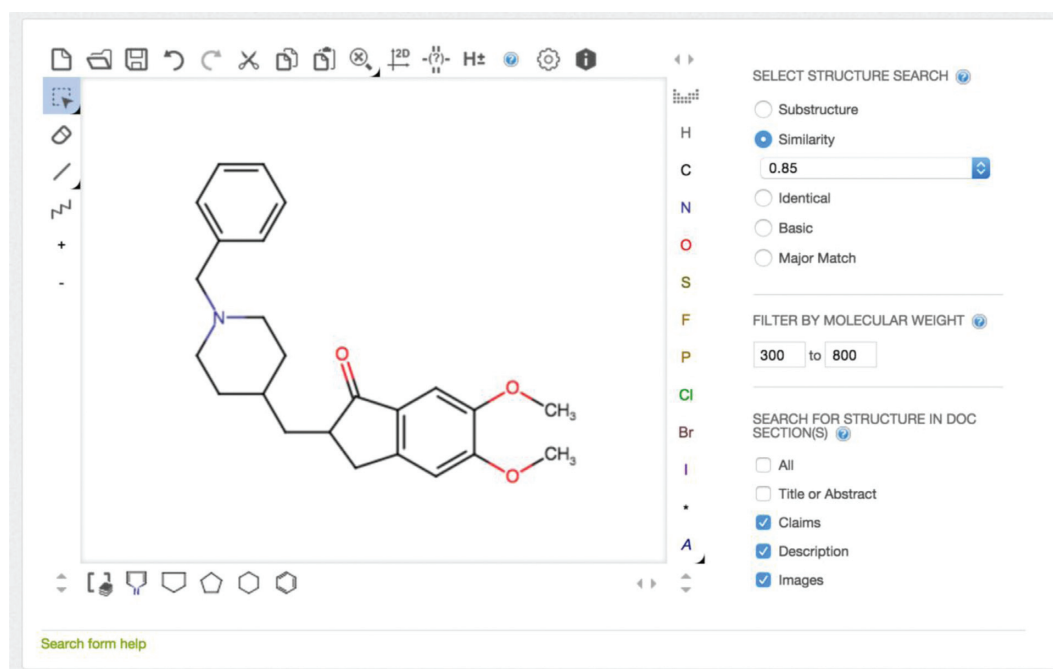 2D
(?)
H±
?
i
SELECT STRUCTURE SEARCH ?
Substructure
Similarity
0.85
Identical
Basic
Major Match
FILTER BY MOLECULAR WEIGHT ?
300 to 800
SEARCH FOR STRUCTURE IN DOC
SECTION(S) ?
All
Title or Abstract
Claims
Description
Images
+
-
N
O
O
CH₃
O
CH₃
H
C
N
O
S
F
P
Cl
Br
I
*
A
Search form help